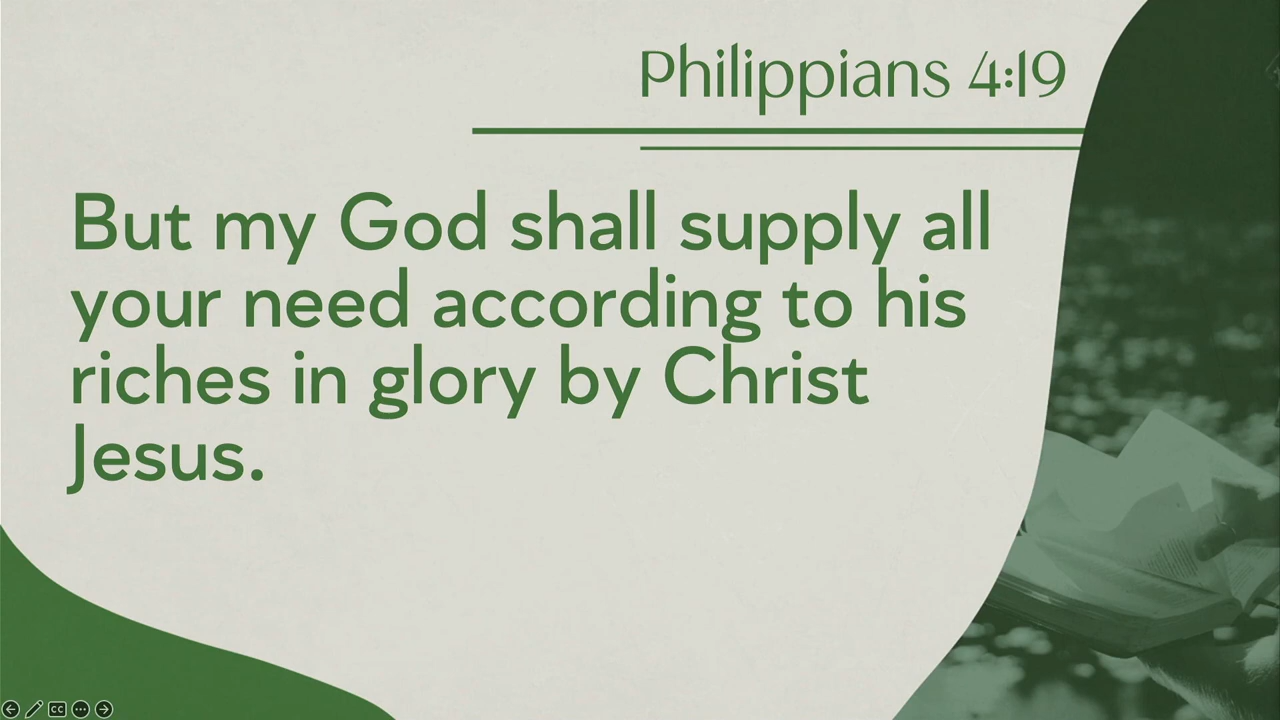 Philippians 4:19
But my God shall supply all
your need according to his
riches in glory by Christ
Jesus.
CC